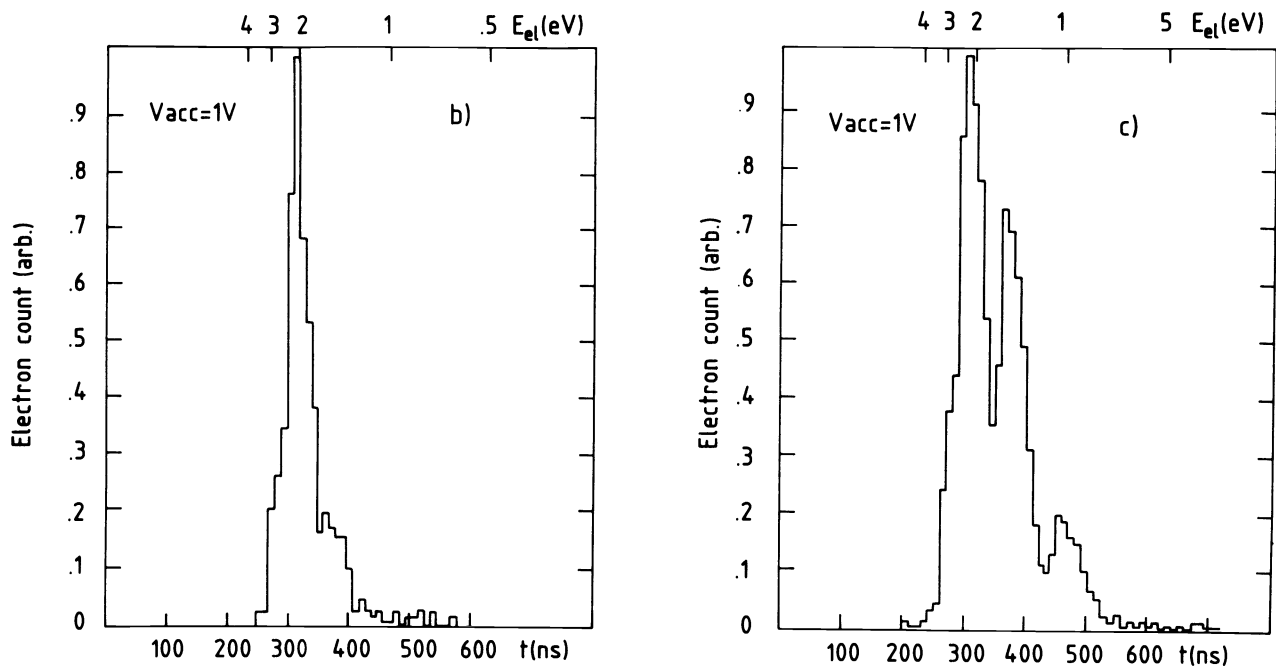 4 3 2 1 .5 E_el(eV)
Vacc=1V b)
.9
.8
.7
.6
.5
.4
.3
.2
.1
0
Electron count (arb.)
100 200 300 400 500 600 t(ns)
4 3 2 1 5 E_el(eV)
Vacc=1V c)
.9
.8
.7
.6
.5
.4
.3
.2
.1
0
Electron count (arb.)
100 200 300 400 500 600 t(ns)